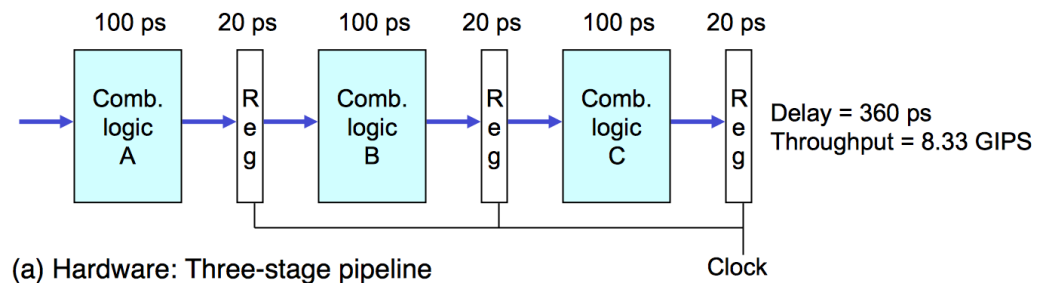 100 ps 20 ps 100 ps 20 ps 100 ps 20 ps
Comb.
logic
A
R
e
g
Comb.
logic
B
R
e
g
Comb.
logic
C
R
e
g
Delay = 360 ps
Throughput = 8.33 GIPS
Clock
(a) Hardware: Three-stage pipeline